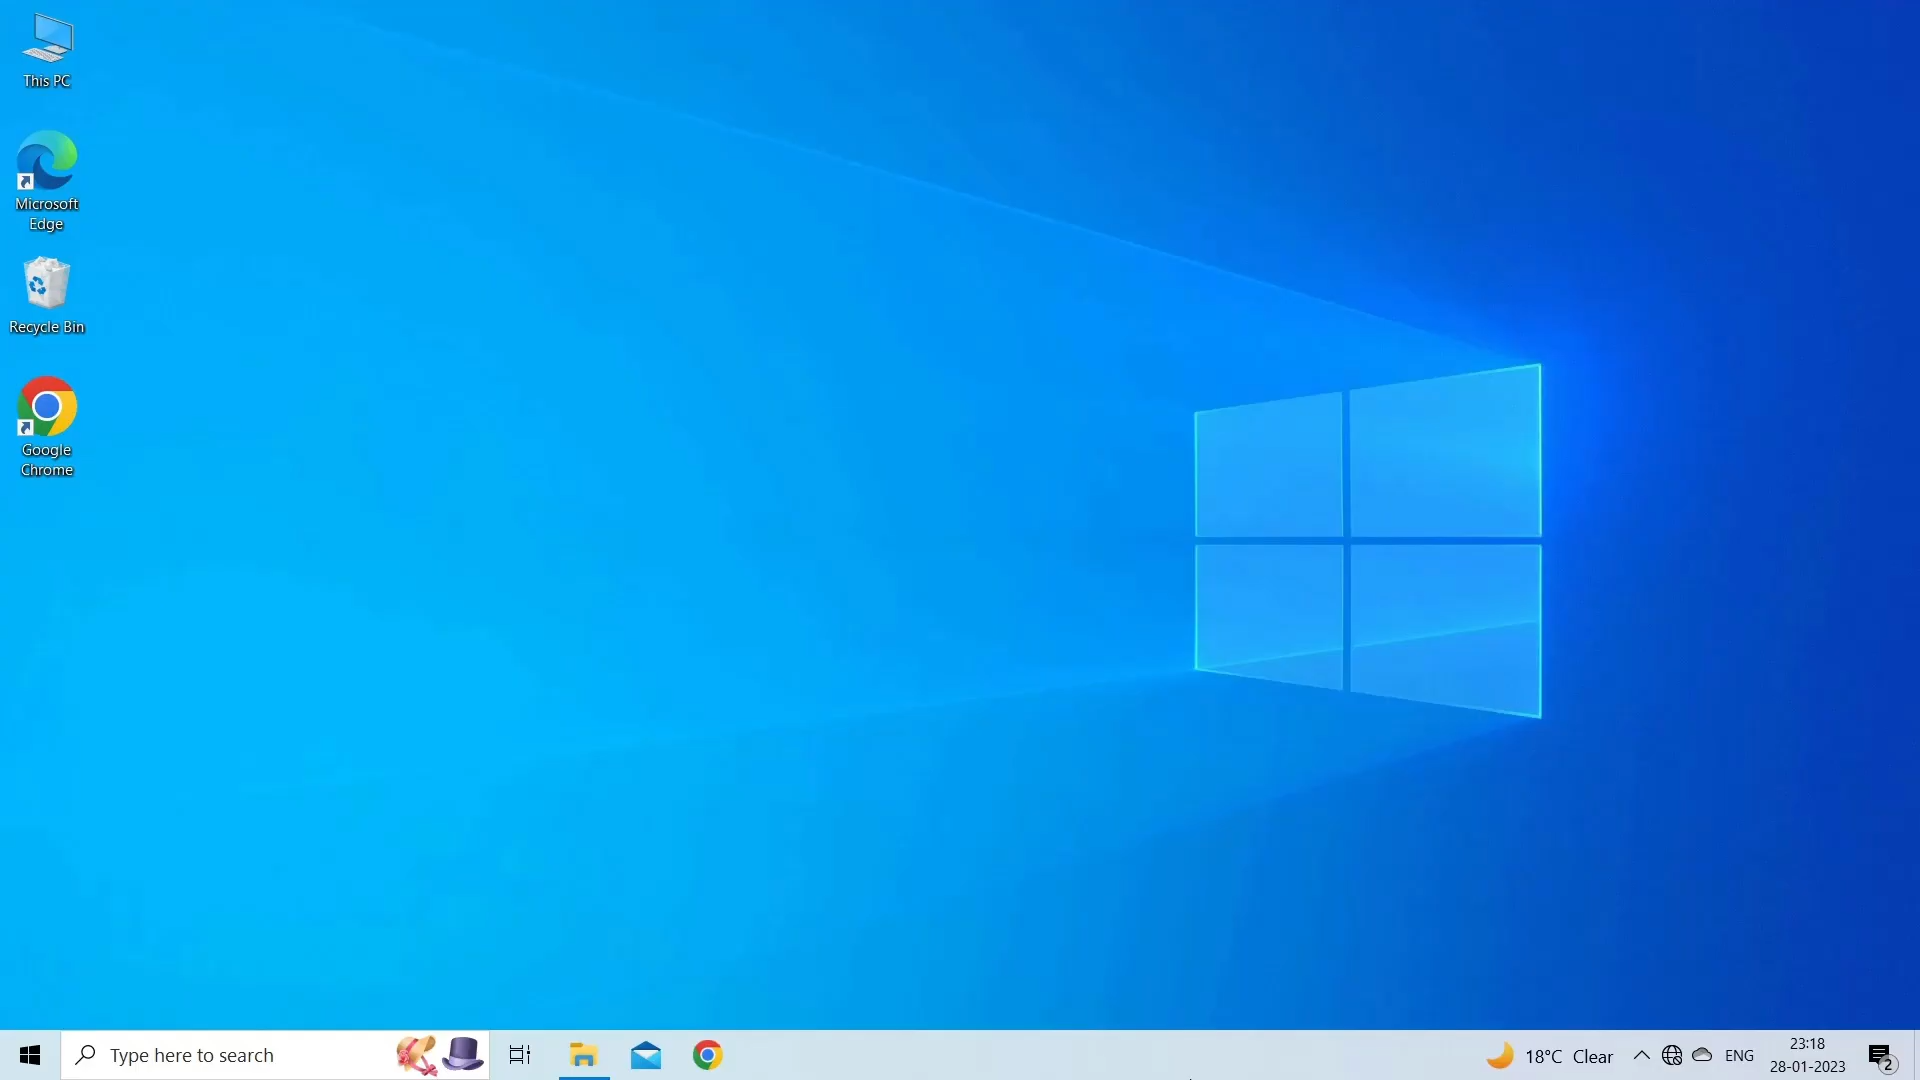 This PC
Microsoft
Edge
Recycle Bin
Google
Chrome
Type here to search
18°C Clear
ENG
23:18
28-01-2023
2